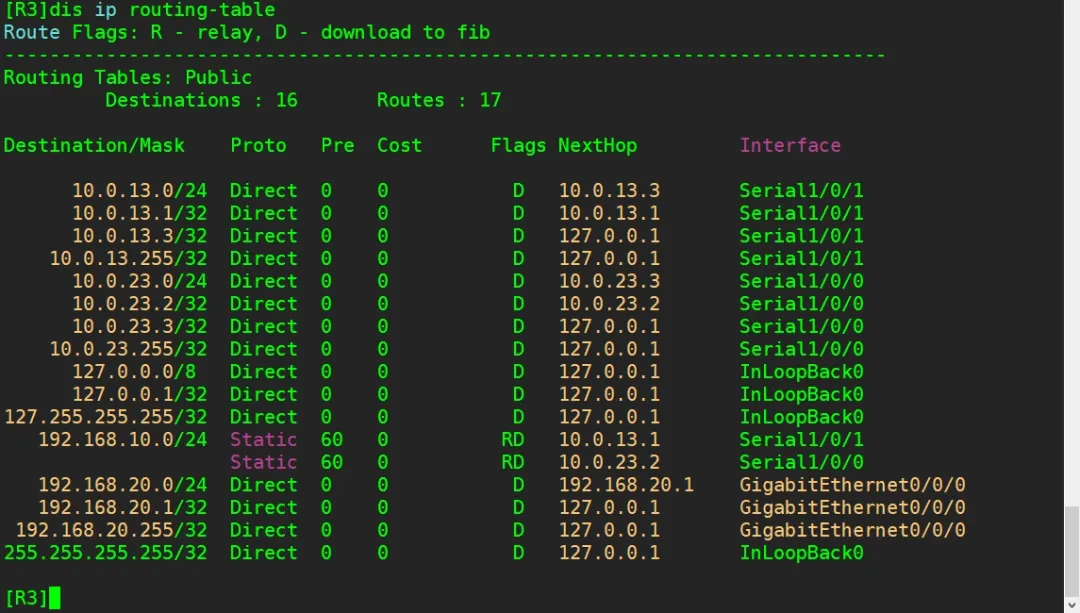 [R3]dis ip routing-table
Route Flags: R - relay, D - download to fib
------------------------------------------------------------------------------
Routing Tables: Public
         Destinations : 16       Routes : 17

Destination/Mask    Proto   Pre  Cost      Flags NextHop         Interface

      10.0.13.0/24  Direct  0    0           D   10.0.13.3       Serial1/0/1
      10.0.13.1/32  Direct  0    0           D   10.0.13.1       Serial1/0/1
      10.0.13.3/32  Direct  0    0           D   127.0.0.1       Serial1/0/1
    10.0.13.255/32  Direct  0    0           D   127.0.0.1       Serial1/0/1
      10.0.23.0/24  Direct  0    0           D   10.0.23.3       Serial1/0/0
      10.0.23.2/32  Direct  0    0           D   10.0.23.2       Serial1/0/0
      10.0.23.3/32  Direct  0    0           D   127.0.0.1       Serial1/0/0
    10.0.23.255/32  Direct  0    0           D   127.0.0.1       Serial1/0/0
      127.0.0.0/8   Direct  0    0           D   127.0.0.1       InLoopBack0
      127.0.0.1/32  Direct  0    0           D   127.0.0.1       InLoopBack0
127.255.255.255/32  Direct  0    0           D   127.0.0.1       InLoopBack0
   192.168.10.0/24  Static  60   0          RD   10.0.13.1       Serial1/0/1
                    Static  60   0          RD   10.0.23.2       Serial1/0/0
   192.168.20.0/24  Direct  0    0           D   192.168.20.1    GigabitEthernet0/0/0
   192.168.20.1/32  Direct  0    0           D   127.0.0.1       GigabitEthernet0/0/0
 192.168.20.255/32  Direct  0    0           D   127.0.0.1       GigabitEthernet0/0/0
255.255.255.255/32  Direct  0    0           D   127.0.0.1       InLoopBack0

[R3]